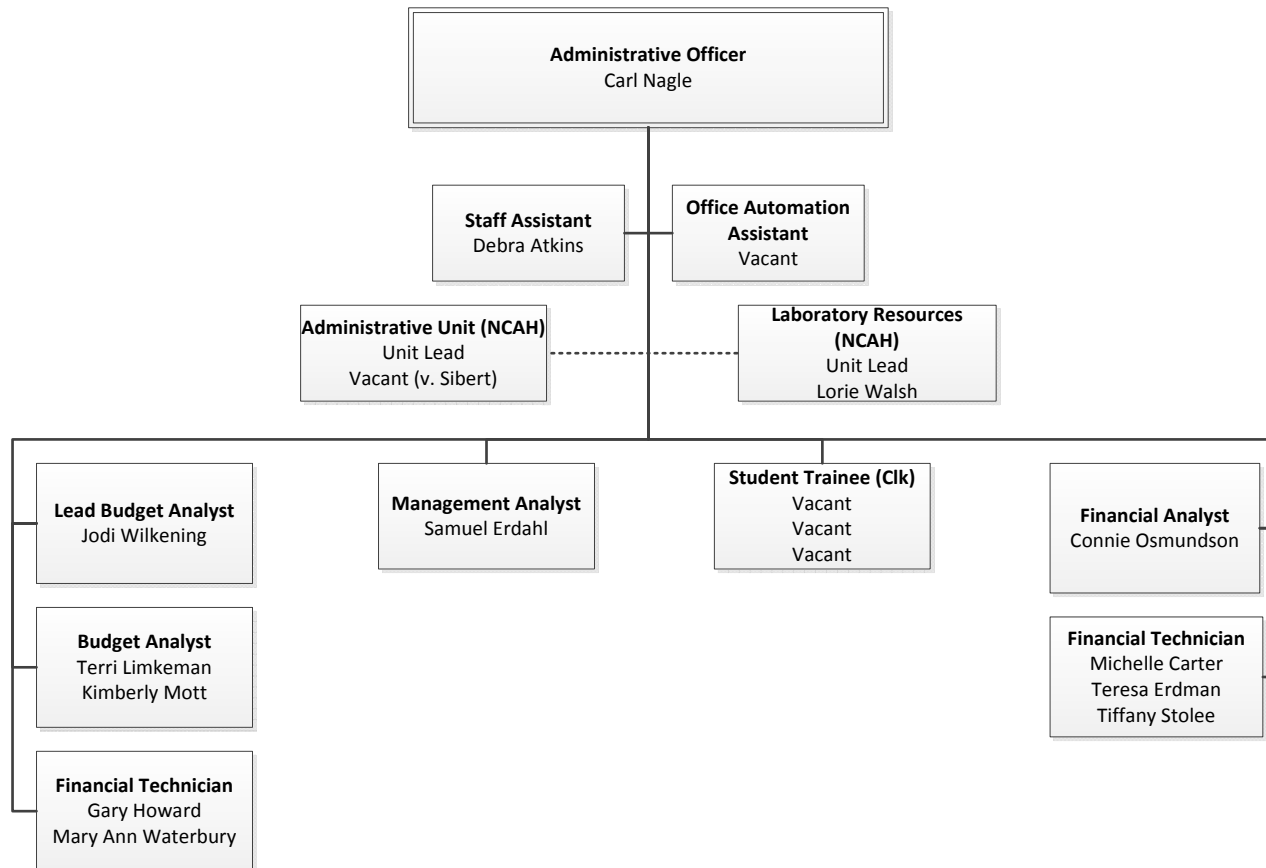 Administrative Officer
Carl Nagle
Staff Assistant
Debra Atkins
Office Automation
Assistant
Vacant
Administrative Unit (NCAH)
Unit Lead
Vacant (v. Sibert)
Laboratory Resources
(NCAH)
Unit Lead
Lorie Walsh
Lead Budget Analyst
Jodi Wilkening
Management Analyst
Samuel Erdahl
Student Trainee (Clk)
Vacant
Vacant
Vacant
Financial Analyst
Connie Osmundson
Budget Analyst
Terri Limkeman
Kimberly Mott
Financial Technician
Michelle Carter
Teresa Erdman
Tiffany Stolee
Financial Technician
Gary Howard
Mary Ann Waterbury